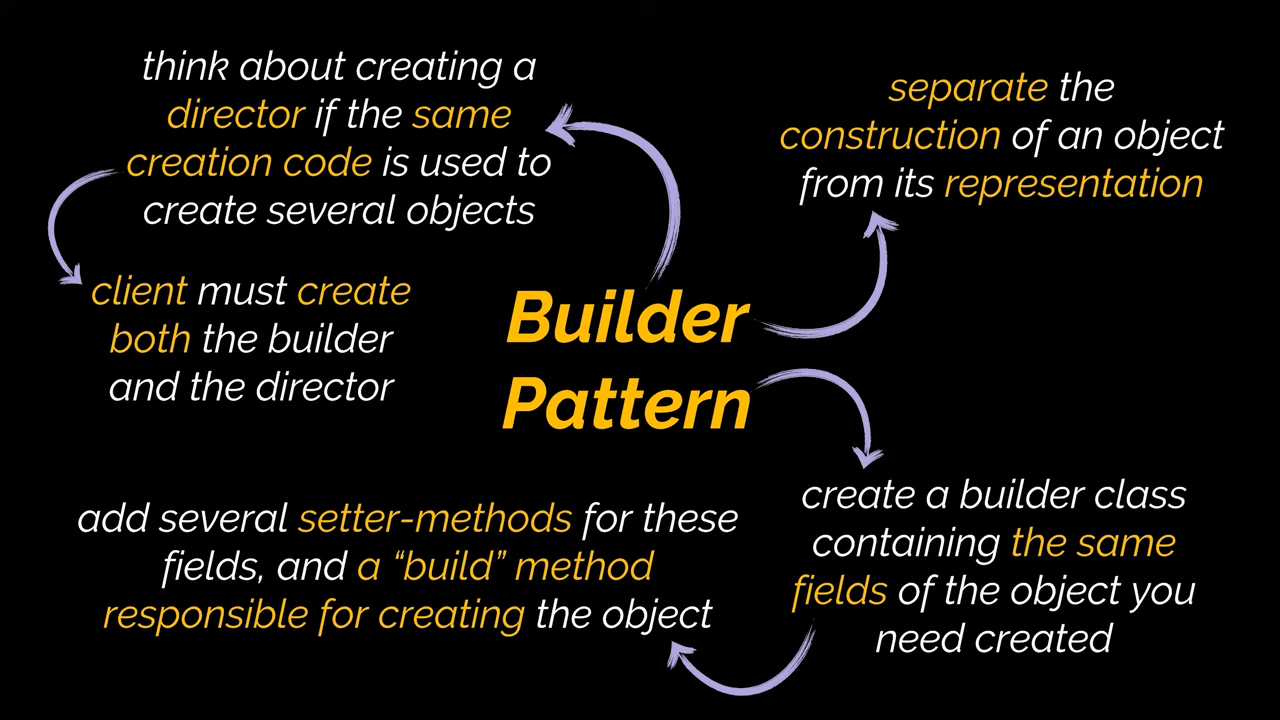 think about creating a
director if the same
creation code is used to
create several objects
client must create
both the builder
and the director
separate the
construction of an object
from its representation
Builder
Pattern
create a builder class
containing the same
fields of the object you
need created
add several setter-methods for these
fields, and a “build” method
responsible for creating the object